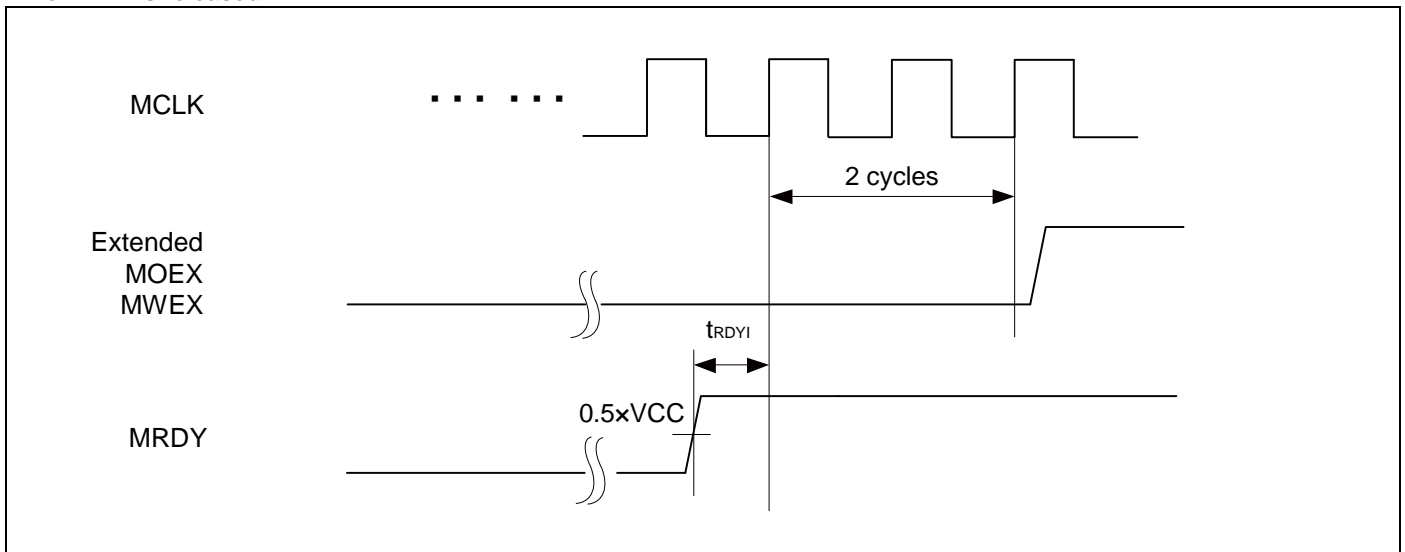 MCLK
... ...
2 cycles
Extended
MOEX
MWEX
tRDYI
0.5×VCC
MRDY